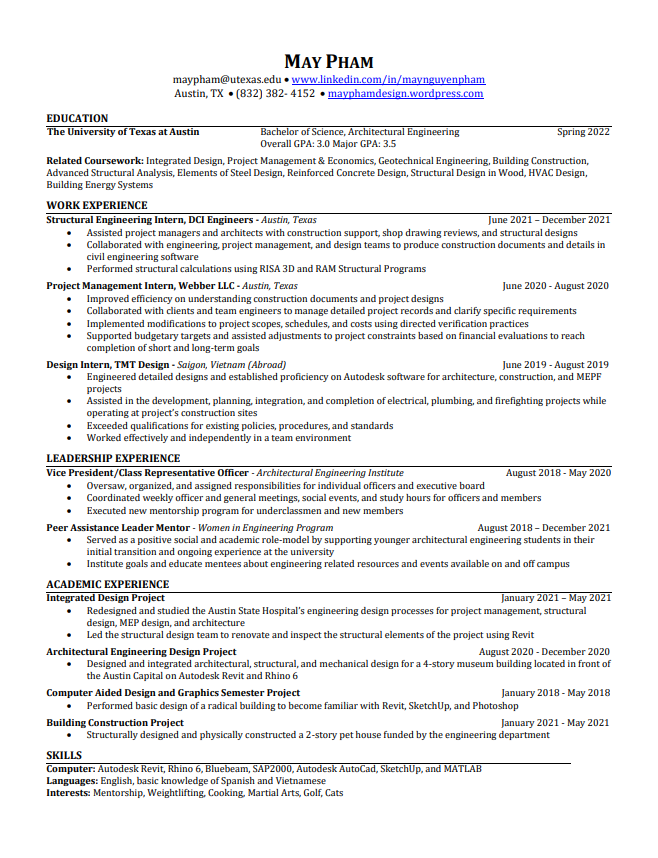 MAY PHAM
maypham@utexas.edu • www.linkedin.com/in/maynguyenpham
Austin, TX • (832) 382- 4152 • mayphamdesign.wordpress.com
EDUCATION
The University of Texas at Austin Bachelor of Science, Architectural Engineering Spring 2022
Overall GPA: 3.0 Major GPA: 3.5
Related Coursework: Integrated Design, Project Management & Economics, Geotechnical Engineering, Building Construction,
Advanced Structural Analysis, Elements of Steel Design, Reinforced Concrete Design, Structural Design in Wood, HVAC Design,
Building Energy Systems
WORK EXPERIENCE
Structural Engineering Intern, DCI Engineers - Austin, Texas June 2021 – December 2021
• Assisted project managers and architects with construction support, shop drawing reviews, and structural designs
• Collaborated with engineering, project management, and design teams to produce construction documents and details in
civil engineering software
• Performed structural calculations using RISA 3D and RAM Structural Programs
Project Management Intern, Webber LLC - Austin, Texas June 2020 - August 2020
• Improved efficiency on understanding construction documents and project designs
• Collaborated with clients and team engineers to manage detailed project records and clarify specific requirements
• Implemented modifications to project scopes, schedules, and costs using directed verification practices
• Supported budgetary targets and assisted adjustments to project constraints based on financial evaluations to reach
completion of short and long-term goals
Design Intern, TMT Design - Saigon, Vietnam (Abroad) June 2019 - August 2019
• Engineered detailed designs and established proficiency on Autodesk software for architecture, construction, and MEPF
projects
• Assisted in the development, planning, integration, and completion of electrical, plumbing, and firefighting projects while
operating at project's construction sites
• Exceeded qualifications for existing policies, procedures, and standards
• Worked effectively and independently in a team environment
LEADERSHIP EXPERIENCE
Vice President/Class Representative Officer - Architectural Engineering Institute August 2018 - May 2020
• Oversaw, organized, and assigned responsibilities for individual officers and executive board
• Coordinated weekly officer and general meetings, social events, and study hours for officers and members
• Executed new mentorship program for underclassmen and new members
Peer Assistance Leader Mentor - Women in Engineering Program August 2018 – December 2021
• Served as a positive social and academic role-model by supporting younger architectural engineering students in their
initial transition and ongoing experience at the university
• Institute goals and educate mentees about engineering related resources and events available on and off campus
ACADEMIC EXPERIENCE
Integrated Design Project January 2021 – May 2021
• Redesigned and studied the Austin State Hospital's engineering design processes for project management, structural
design, MEP design, and architecture
• Led the structural design team to renovate and inspect the structural elements of the project using Revit
Architectural Engineering Design Project August 2020 - December 2020
• Designed and integrated architectural, structural, and mechanical design for a 4-story museum building located in front of
the Austin Capital on Autodesk Revit and Rhino 6
Computer Aided Design and Graphics Semester Project January 2018 - May 2018
• Performed basic design of a radical building to become familiar with Revit, SketchUp, and Photoshop
Building Construction Project January 2021 - May 2021
• Structurally designed and physically constructed a 2-story pet house funded by the engineering department
SKILLS
Computer: Autodesk Revit, Rhino 6, Bluebeam, SAP2000, Autodesk AutoCad, SketchUp, and MATLAB
Languages: English, basic knowledge of Spanish and Vietnamese
Interests: Mentorship, Weightlifting, Cooking, Martial Arts, Golf, Cats